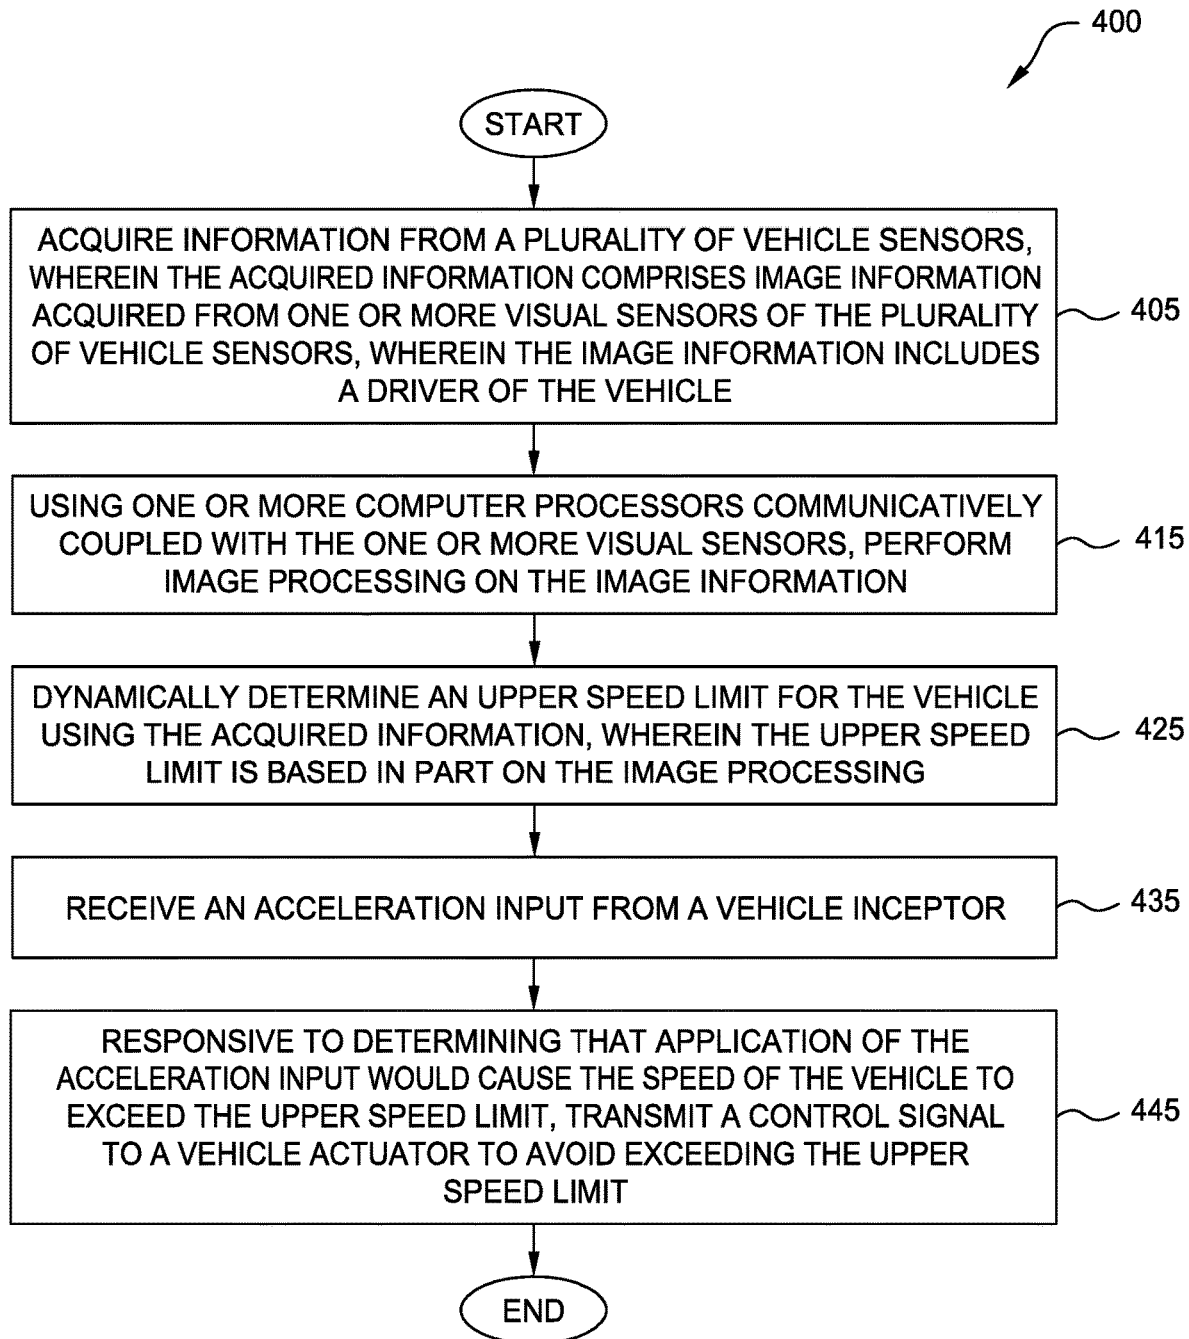 400
START
ACQUIRE INFORMATION FROM A PLURALITY OF VEHICLE SENSORS,
WHEREIN THE ACQUIRED INFORMATION COMPRISES IMAGE INFORMATION
ACQUIRED FROM ONE OR MORE VISUAL SENSORS OF THE PLURALITY
OF VEHICLE SENSORS, WHEREIN THE IMAGE INFORMATION INCLUDES
A DRIVER OF THE VEHICLE
405
USING ONE OR MORE COMPUTER PROCESSORS COMMUNICATIVELY
COUPLED WITH THE ONE OR MORE VISUAL SENSORS, PERFORM
IMAGE PROCESSING ON THE IMAGE INFORMATION
415
DYNAMICALLY DETERMINE AN UPPER SPEED LIMIT FOR THE VEHICLE
USING THE ACQUIRED INFORMATION, WHEREIN THE UPPER SPEED
LIMIT IS BASED IN PART ON THE IMAGE PROCESSING
425
RECEIVE AN ACCELERATION INPUT FROM A VEHICLE INCEPTOR
435
RESPONSIVE TO DETERMINING THAT APPLICATION OF THE
ACCELERATION INPUT WOULD CAUSE THE SPEED OF THE VEHICLE TO
EXCEED THE UPPER SPEED LIMIT, TRANSMIT A CONTROL SIGNAL
TO A VEHICLE ACTUATOR TO AVOID EXCEEDING THE UPPER
SPEED LIMIT
445
END